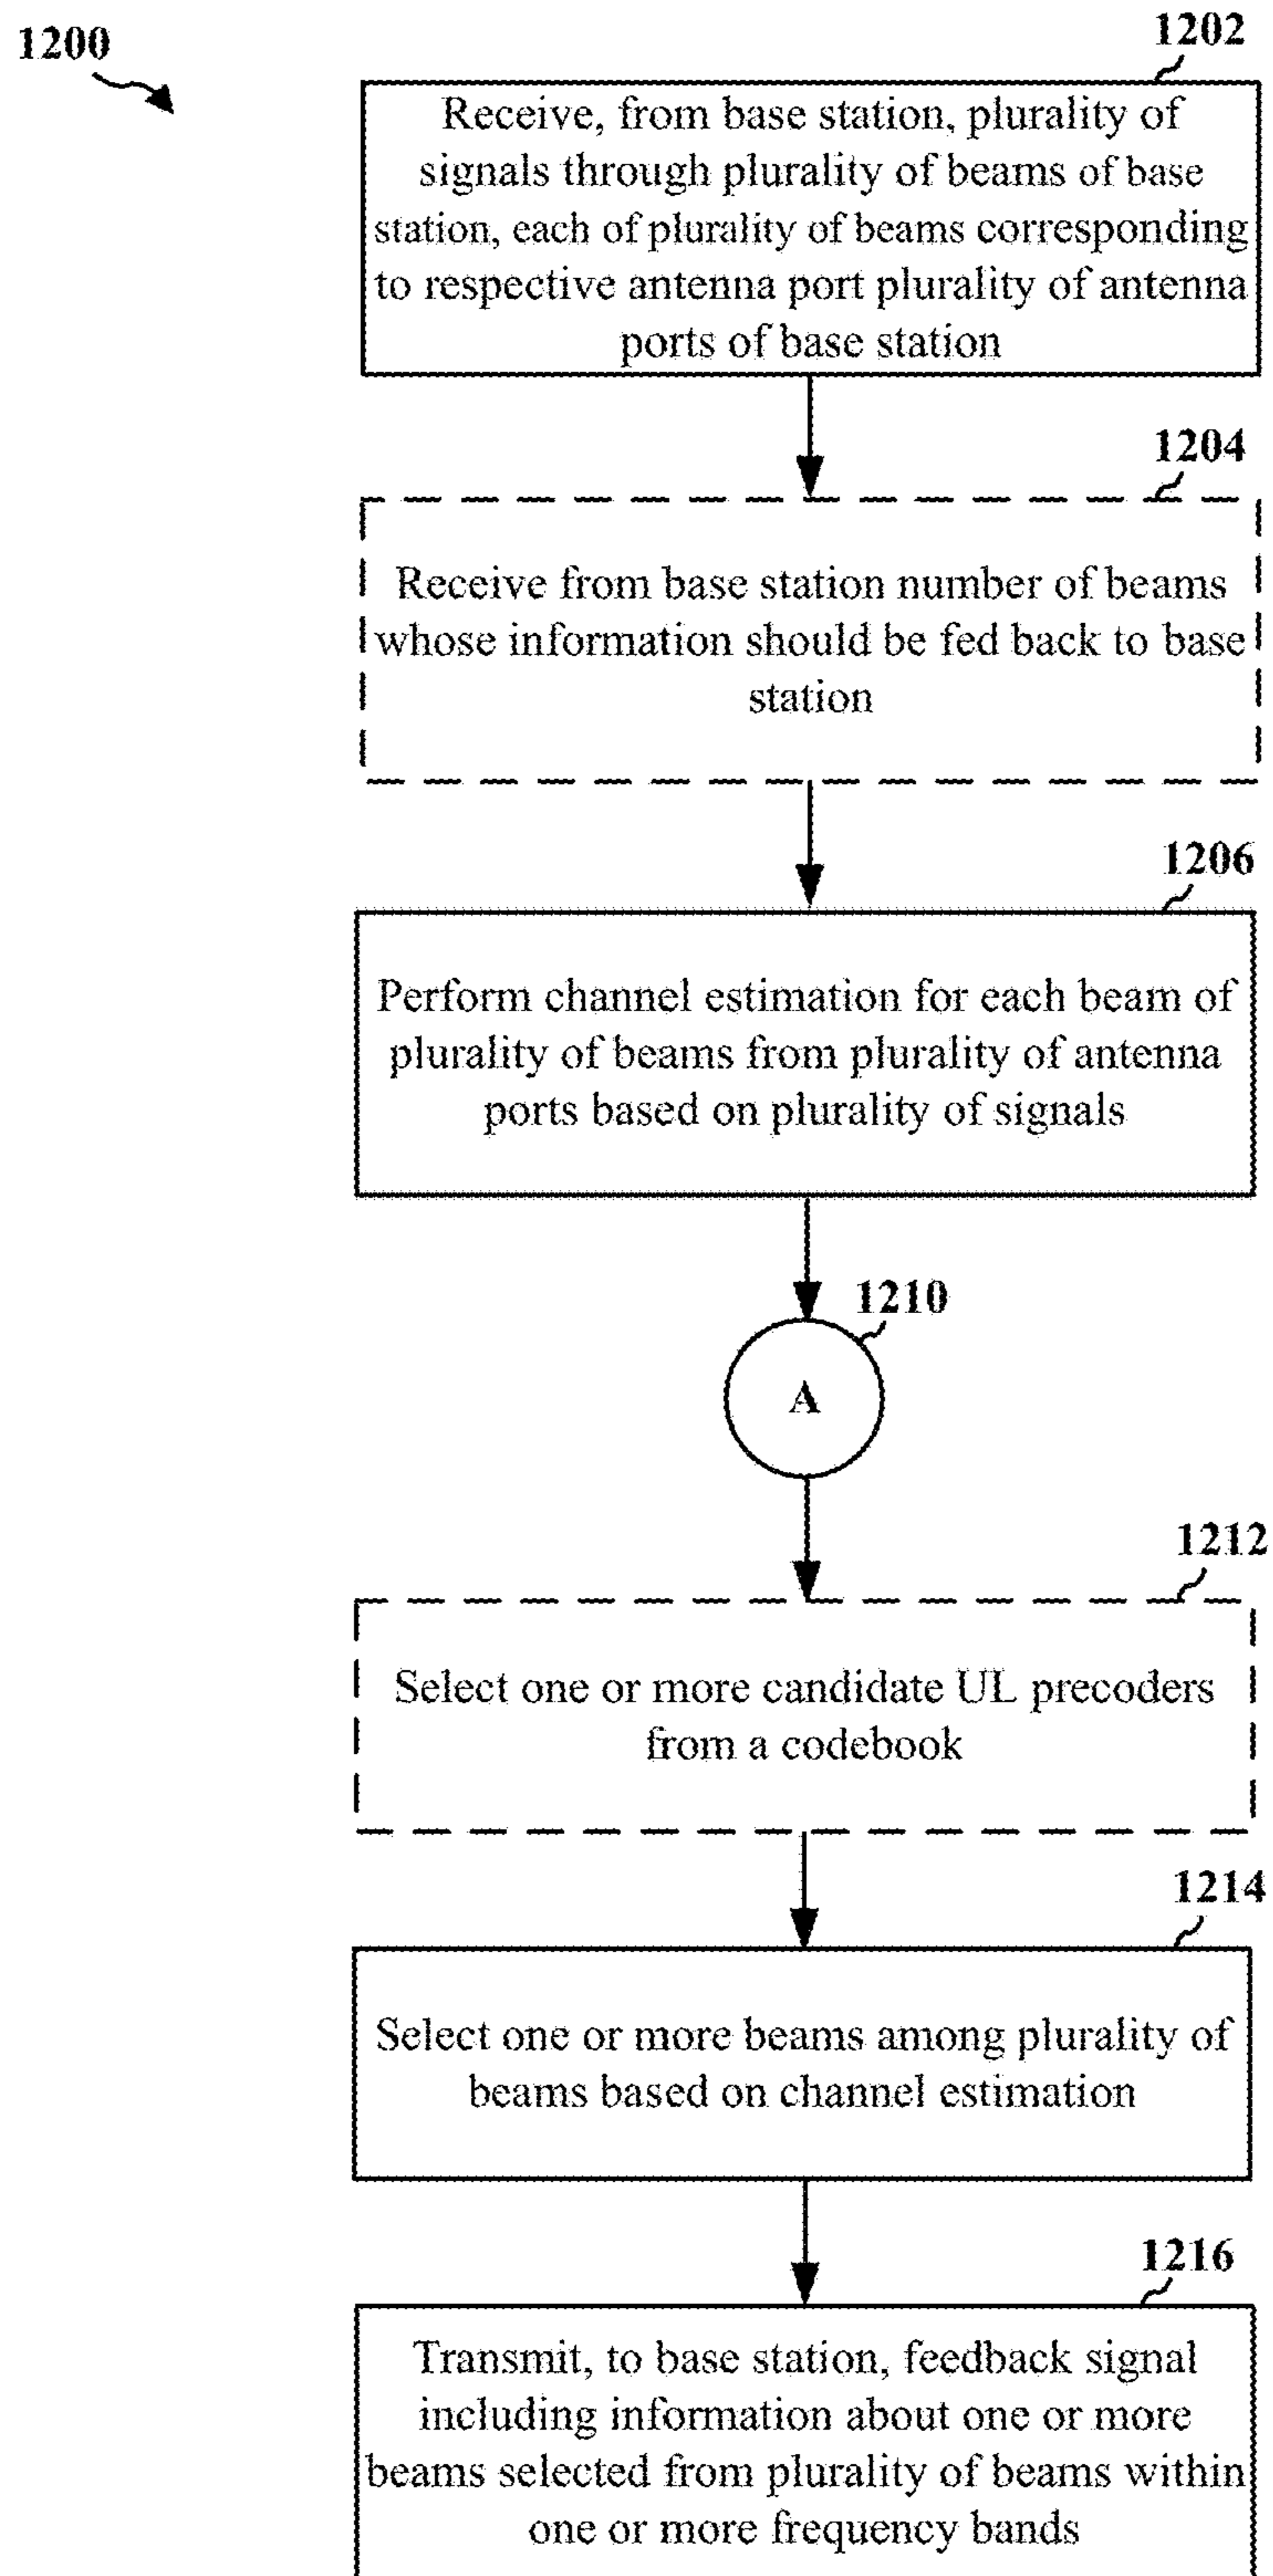 1200
1202
Receive, from base station, plurality of
signals through plurality of beams of base
station, each of plurality of beams corresponding
to respective antenna port plurality of antenna
ports of base station
1204
Receive from base station number of beams
whose information should be fed back to base
station
1206
Perform channel estimation for each beam of
plurality of beams from plurality of antenna
ports based on plurality of signals
1210
A
1212
Select one or more candidate UL precoders
from a codebook
1214
Select one or more beams among plurality of
beams based on channel estimation
1216
Transmit, to base station, feedback signal
including information about one or more
beams selected from plurality of beams within
one or more frequency bands